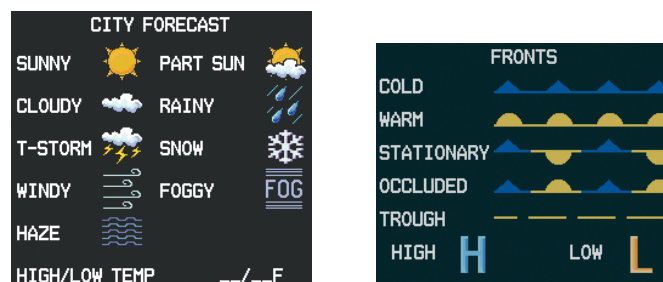 CITY FORECAST
SUNNY PART SUN
CLOUDY RAINY
T-STORM SNOW
WINDY FOGGY FOG
HAZE
HIGH/LOW TEMP __/__F
FRONTS
COLD
WARM
STATIONARY
OCCLUDED
TROUGH
HIGH H LOW L